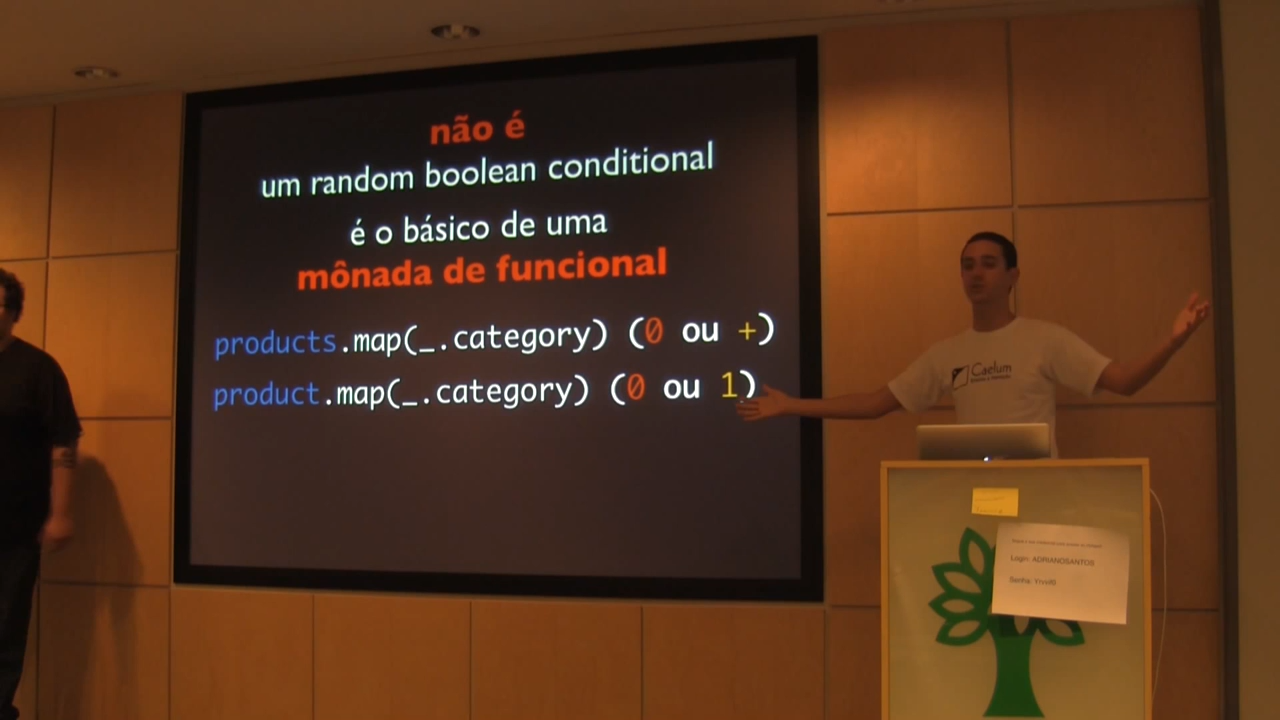 não é
um random boolean conditional
é o básico de uma
mônada de funcional
products.map(_.category) (0 ou +)
product.map(_.category) (0 ou 1)
Caelum
Login: ADRIANOSANTOS
Senha: